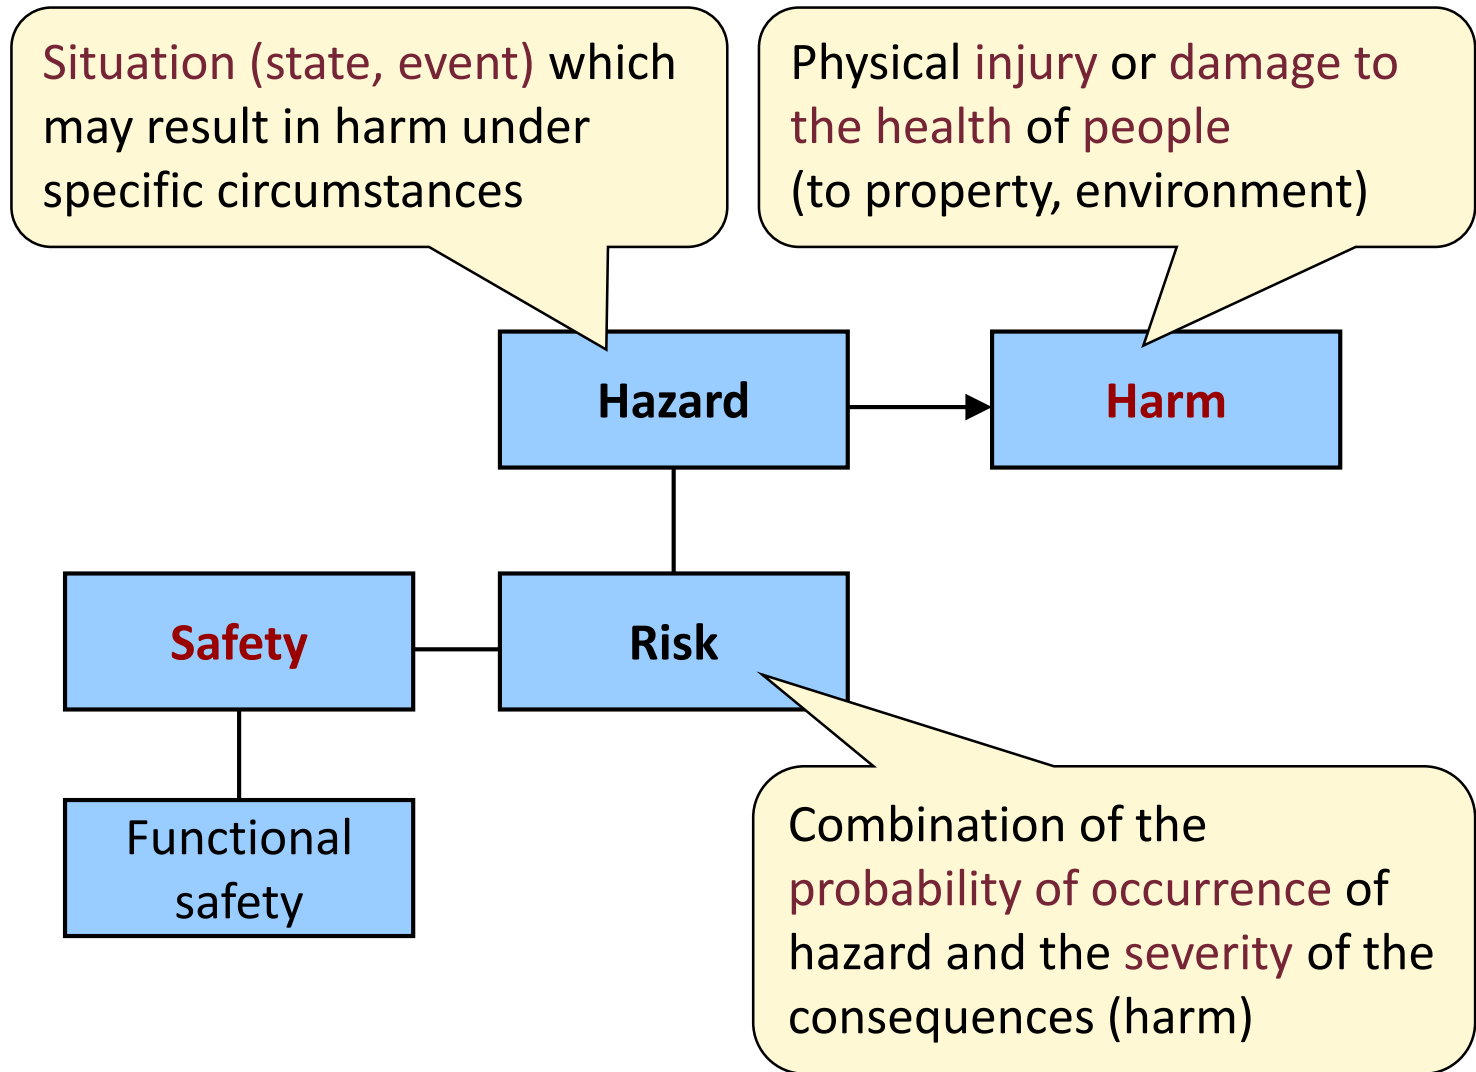 Situation (state, event) which
may result in harm under
specific circumstances
Physical injury or damage to
the health of people
(to property, environment)
Hazard
Harm
Safety
Risk
Functional
safety
Combination of the
probability of occurrence of
hazard and the severity of the
consequences (harm)